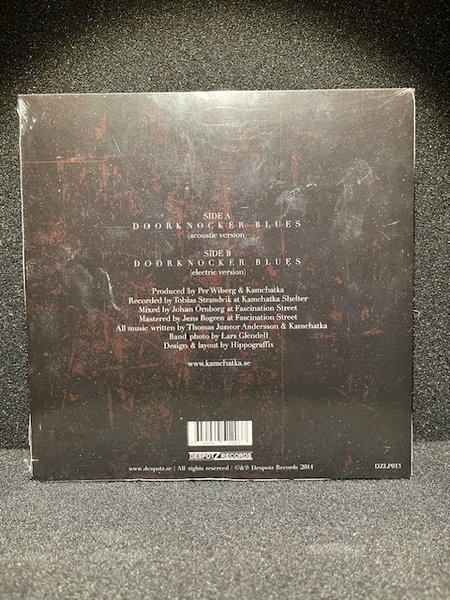 SIDE A
DOORKNOCKER BLUES
(acoustic version)
SIDE B
DOORKNOCKER BLUES
(electric version)
Produced by Per Wiberg & Kamchatka
Recorded by Tobias Strandvik at Kamchatka Shelter
Mixed by Johan Örnborg at Fascination Street
Mastered by Jens Bogren at Fascination Street
All music written by Thomas Juneor Andersson & Kamchatka
Band photo by Lars Glendell
Design & layout by Hippograffix
www.kamchatka.se
DESPOTZ RECORDS
www.despotz.se | All rights reserved | ©&℗ Despotz Records 2014
DZLP013